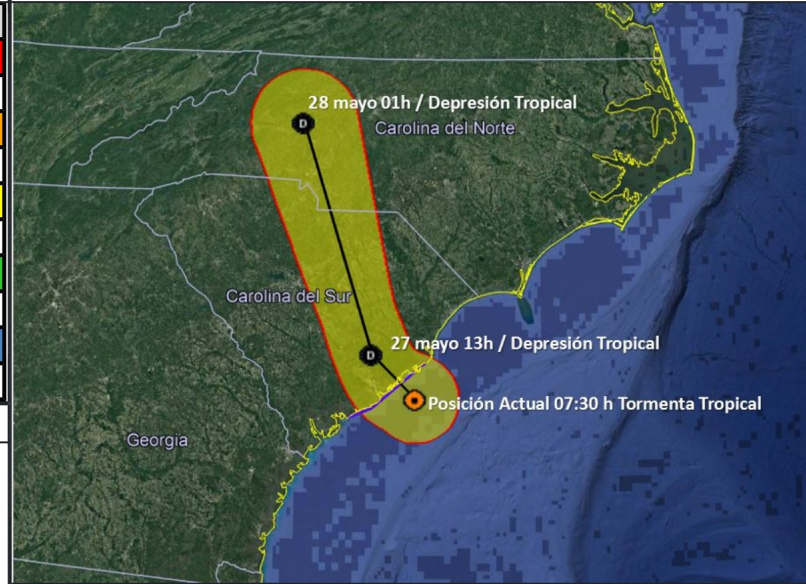 28 mayo 01h / Depresión Tropical
D
Carolina del Norte
Carolina del Sur
27 mayo 13h / Depresión Tropical
D
Posición Actual 07:30 h Tormenta Tropical
Georgia